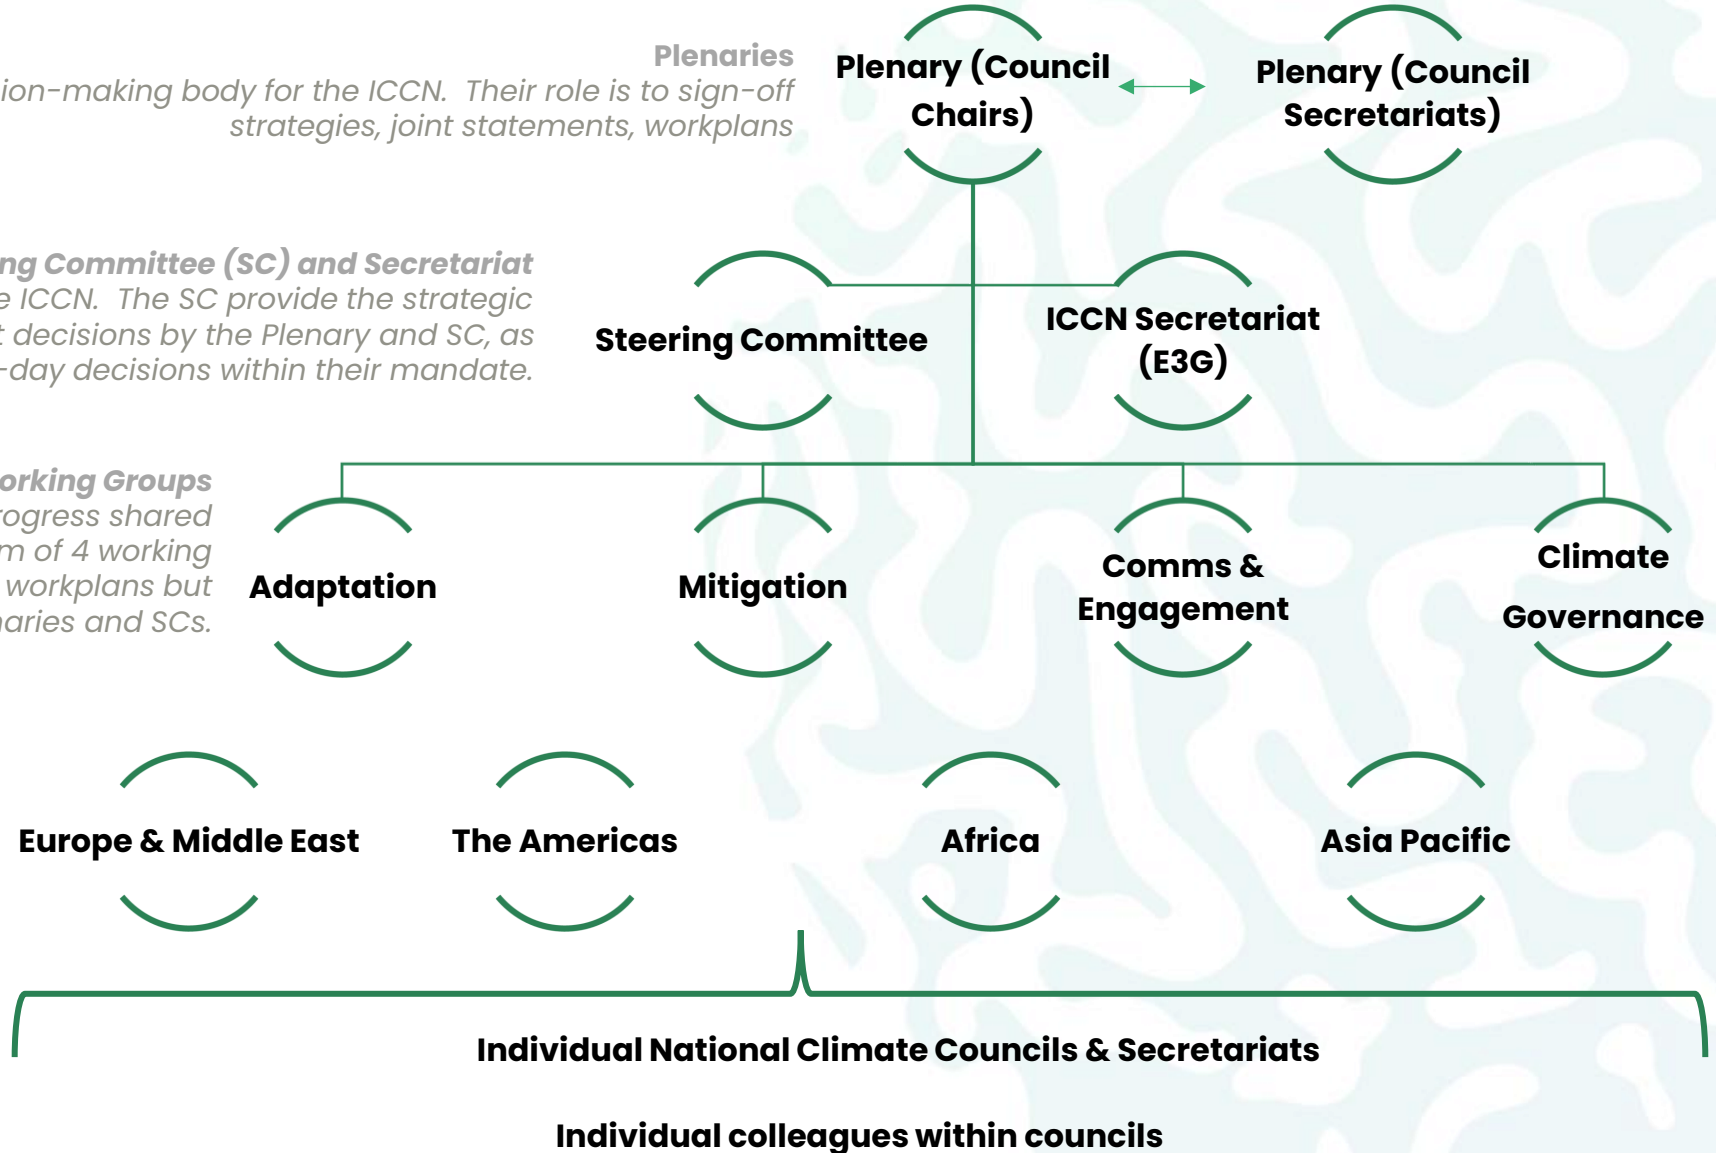 Plenaries
ion-making body for the ICCN. Their role is to sign-off
strategies, joint statements, workplans
Plenary (Council
Chairs)
Plenary (Council
Secretariats)
ng Committee (SC) and Secretariat
e ICCN. The SC provide the strategic
t decisions by the Plenary and SC, as
-day decisions within their mandate.
Steering Committee
ICCN Secretariat
(E3G)
orking Groups
rogress shared
m of 4 working
workplans but
naries and SCs.
Adaptation
Mitigation
Comms &
Engagement
Climate
Governance
Europe & Middle East
The Americas
Africa
Asia Pacific
Individual National Climate Councils & Secretariats
Individual colleagues within councils